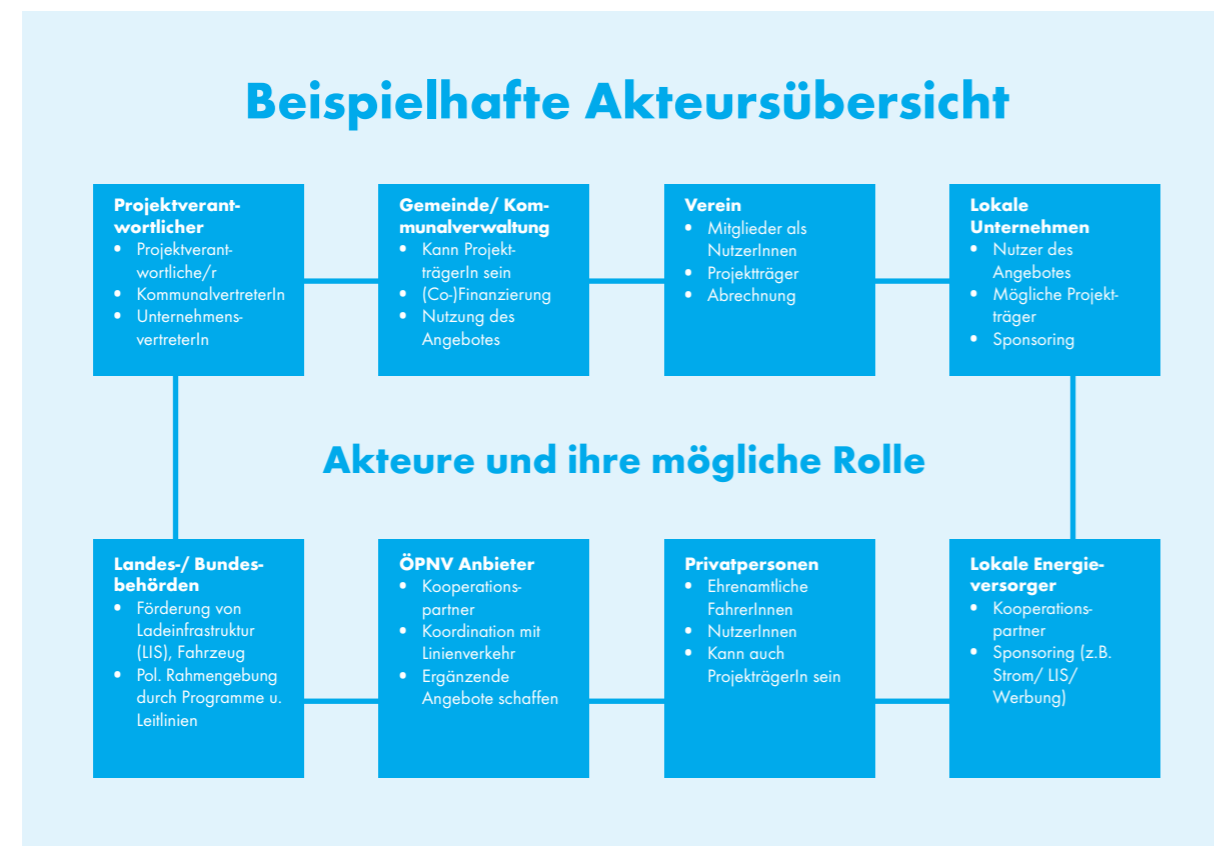 Beispielhafte Akteursübersicht
Projektverant-
wortlicher
• Projektverant-
wortliche/r
• KommunalvertreterIn
• Unternehmens-
vertreterIn
Gemeinde/ Kom-
munalverwaltung
• Kann Projekt-
trägerIn sein
• (Co-)Finanzierung
• Nutzung des
Angebotes
Verein
• Mitglieder als
NutzerInnen
• Projektträger
• Abrechnung
Lokale
Unternehmen
• Nutzer des
Angebotes
• Mögliche Projekt-
träger
• Sponsoring
Akteure und ihre mögliche Rolle
Landes-/ Bundes-
behörden
• Förderung von
Ladeinfrastruktur
(LIS), Fahrzeug
• Pol. Rahmengebung
durch Programme u.
Leitlinien
ÖPNV Anbieter
• Kooperations-
partner
• Koordination mit
Linienverkehr
• Ergänzende
Angebote schaffen
Privatpersonen
• Ehrenamtliche
FahrerInnen
• NutzerInnen
• Kann auch
ProjekträgerIn sein
Lokale Energie-
versorger
• Kooperations-
partner
• Sponsoring (z.B.
Strom/ LIS/
Werbung)